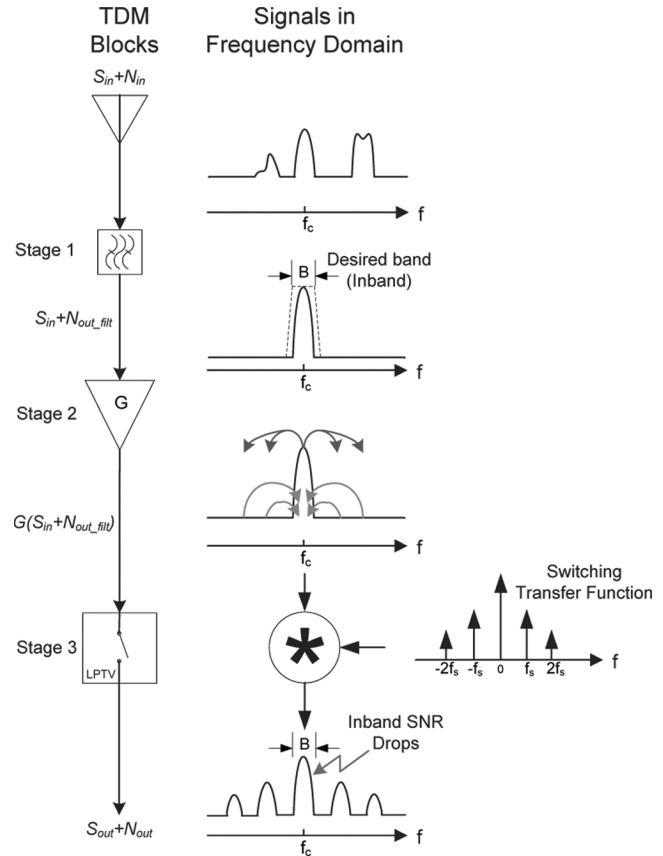 TDM
Blocks
Signals in
Frequency Domain
Sin+Nin
fc
f
Stage 1
Desired band
(Inband)
B
Sin+Nout_filt
fc
f
G
Stage 2
G(Sin+Nout_filt)
fc
f
Switching
Transfer Function
Stage 3
LPTV
*
-2fs -fs 0 fs 2fs
f
Inband SNR
Drops
B
Sout+Nout
fc
f